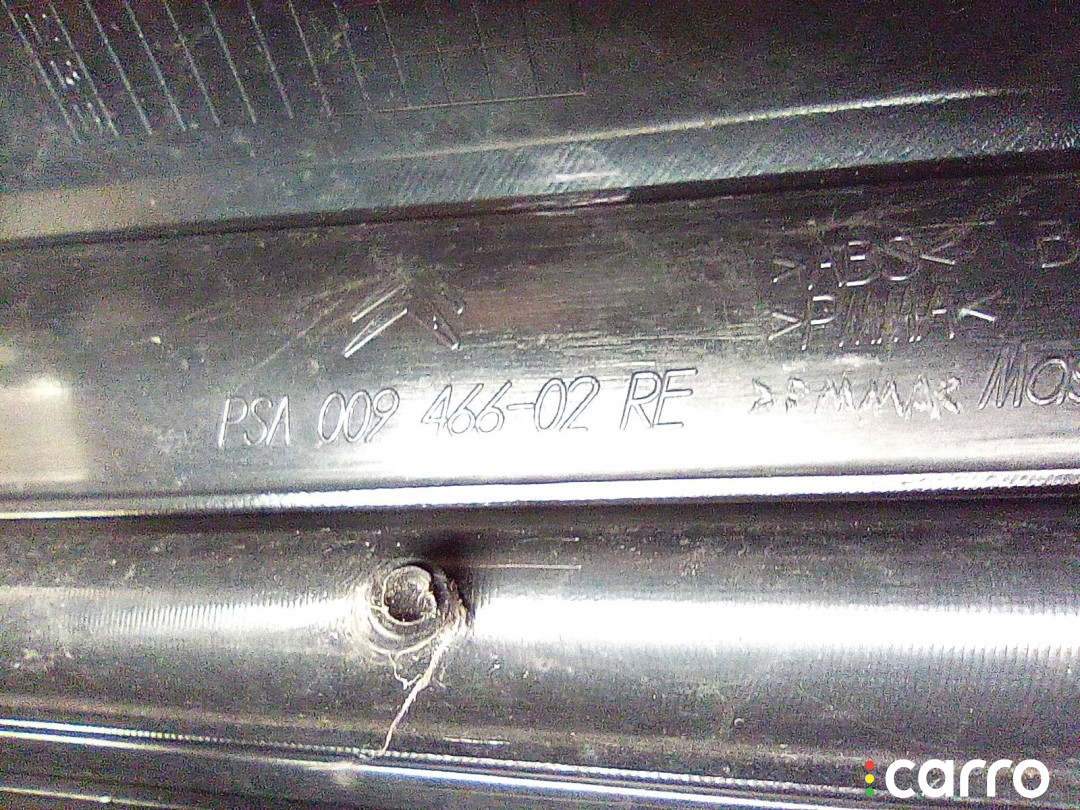 >ABS<
>PMMA<
PSA 009 466-02 RE
carro